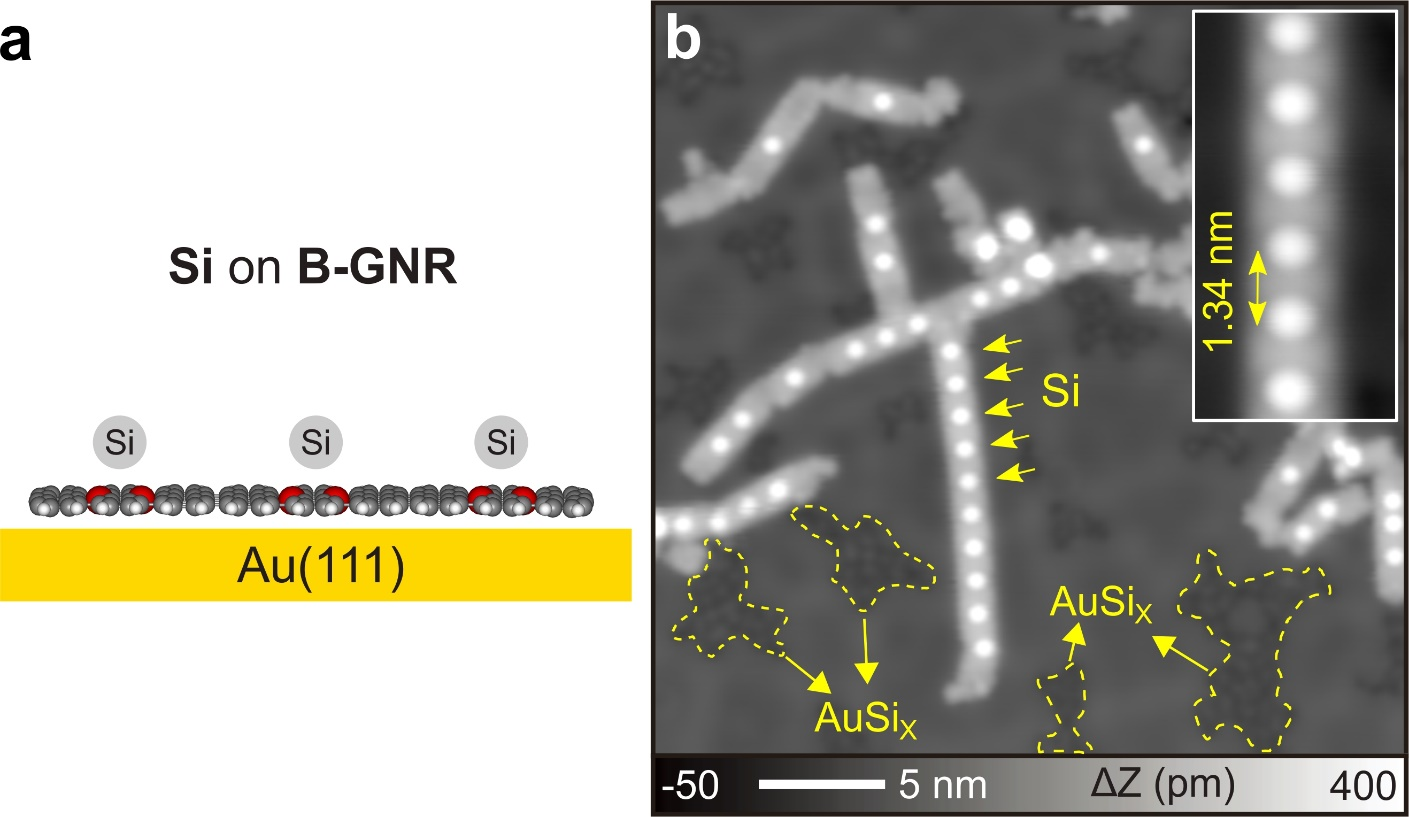 a
Si on B-GNR
Si Si Si
Au(111)
b
1.34 nm
Si
AuSiX
AuSiX
-50 5 nm ΔZ (pm) 400